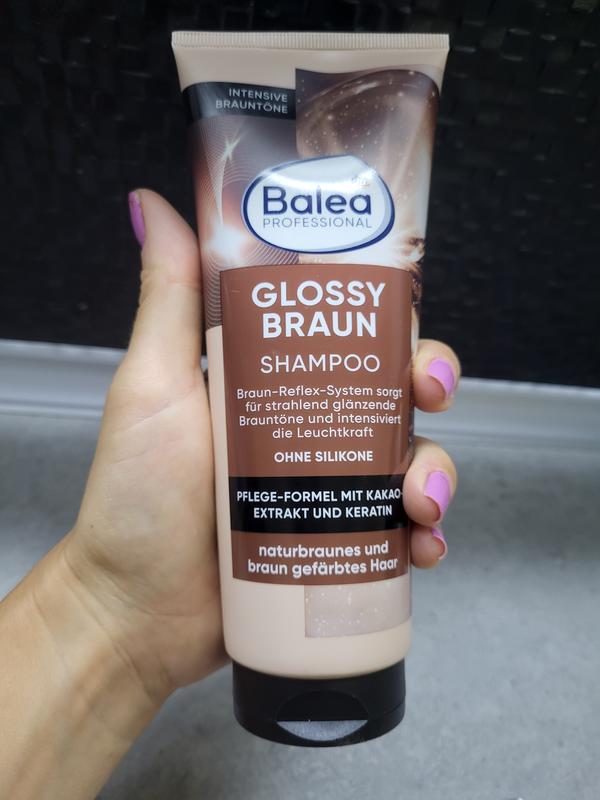 INTENSIVE
BRAUNTÖNE
Balea
PROFESSIONAL
GLOSSY
BRAUN
SHAMPOO
Braun-Reflex-System sorgt
für strahlend glänzende
Brauntöne und intensiviert
die Leuchtkraft
OHNE SILIKONE
PFLEGE-FORMEL MIT KAKAO-
EXTRAKT UND KERATIN
naturbraunes und
braun gefärbtes Haar